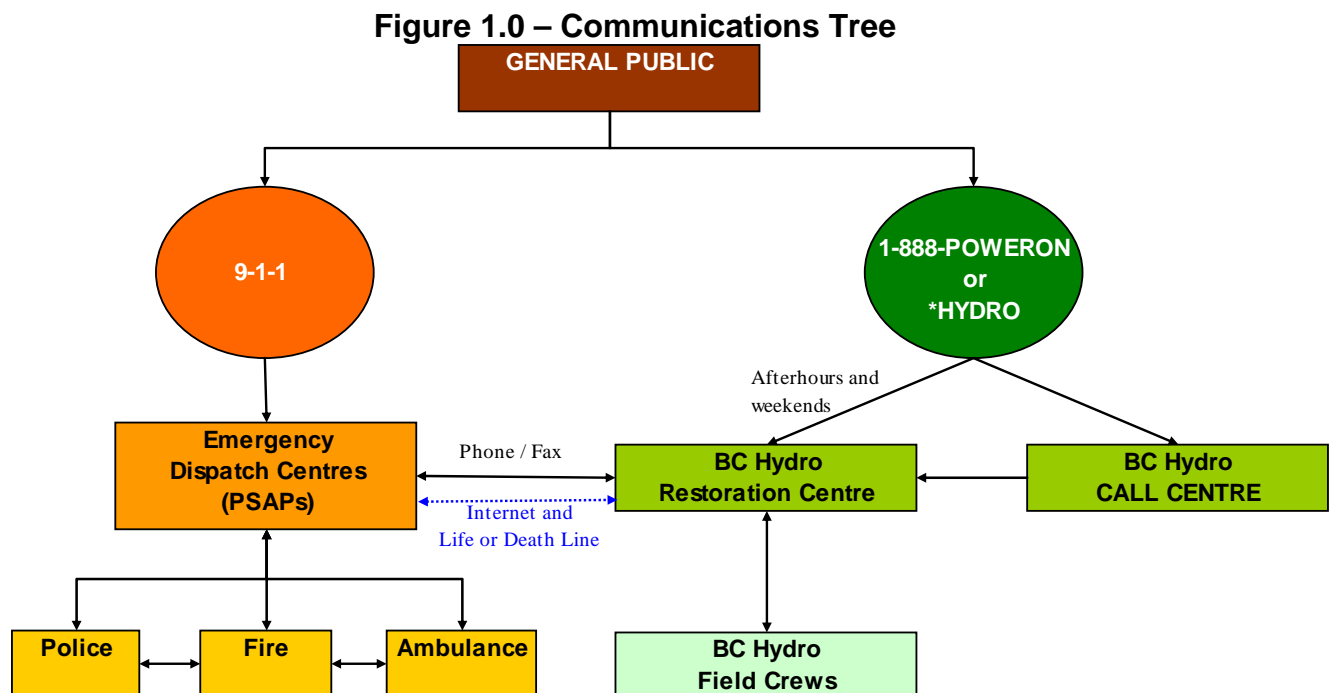 Figure 1.0 – Communications Tree
GENERAL PUBLIC
9-1-1
1-888-POWERON
or
*HYDRO
Afterhours and
weekends
Emergency
Dispatch Centres
(PSAPs)
Phone / Fax
Internet and
Life or Death Line
BC Hydro
Restoration Centre
BC Hydro
CALL CENTRE
Police
Fire
Ambulance
BC Hydro
Field Crews